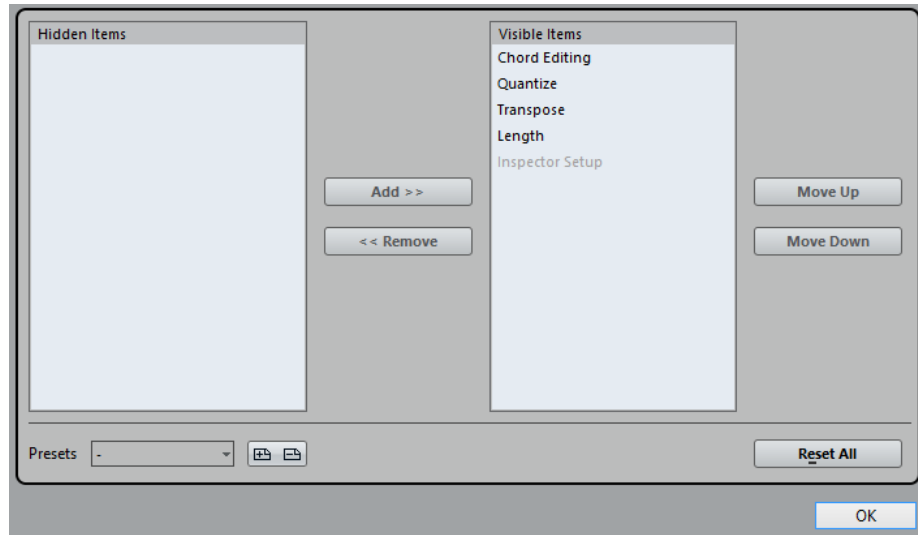 Hidden Items
Visible Items
Chord Editing
Quantize
Transpose
Length
Inspector Setup
Add >>
<< Remove
Move Up
Move Down
Presets
-
Reset All
OK